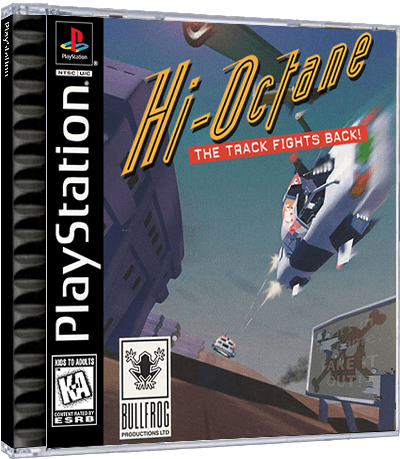 PlayStation
PlayStation
NTSC U/C
PlayStation
Hi-Octane
THE TRACK FIGHTS BACK!
KIDS TO ADULTS
K-A
CONTENT RATED BY
ESRB
BULLFROG
PRODUCTIONS LTD
OUT